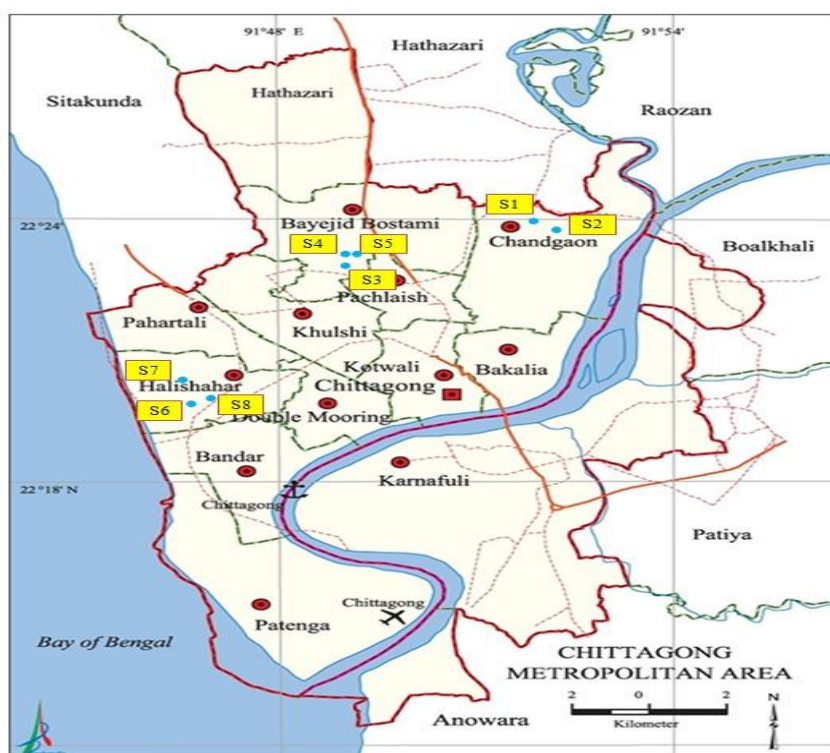 91°48' E
91°54'
Hathazari
Hathazari
Sitakunda
Raozan
S1
22°24'
Bayejid Bostami
S2
Chandgaon
S4
S5
Boalkhali
S3
Pachlaish
Pahartali
Khulshi
S7
Kotwali
Bakalia
Halishahar
Chittagong
S6
S8
Double Mooring
Bandar
22°18' N
Karnafuli
Chittagong
Patiya
Chittagong
Patenga
Bay of Bengal
CHITTAGONG
METROPOLITAN AREA
2 0 2
Kilometer
N
Anowara